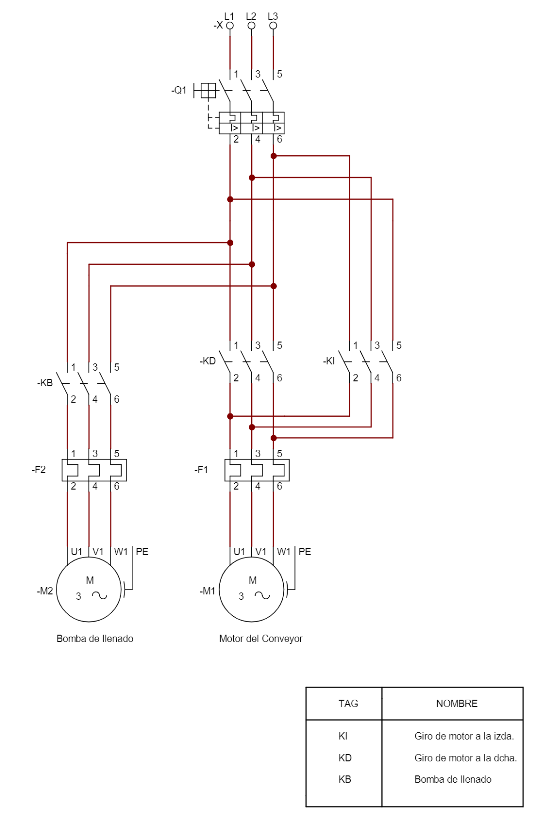 L1 L2 L3
-X
1 3 5
-Q1
I> I> I>
2 4 6
1 3 5 1 3 5
-KD -KI
2 4 6 2 4 6
1 3 5
-KB
2 4 6
1 3 5 1 3 5
-F2 -F1
2 4 6 2 4 6
U1 V1 W1 PE U1 V1 W1 PE
M M
-M2 3 -M1 3
Bomba de llenado Motor del Conveyor
TAG NOMBRE
KI Giro de motor a la izda.
KD Giro de motor a la dcha.
KB Bomba de llenado